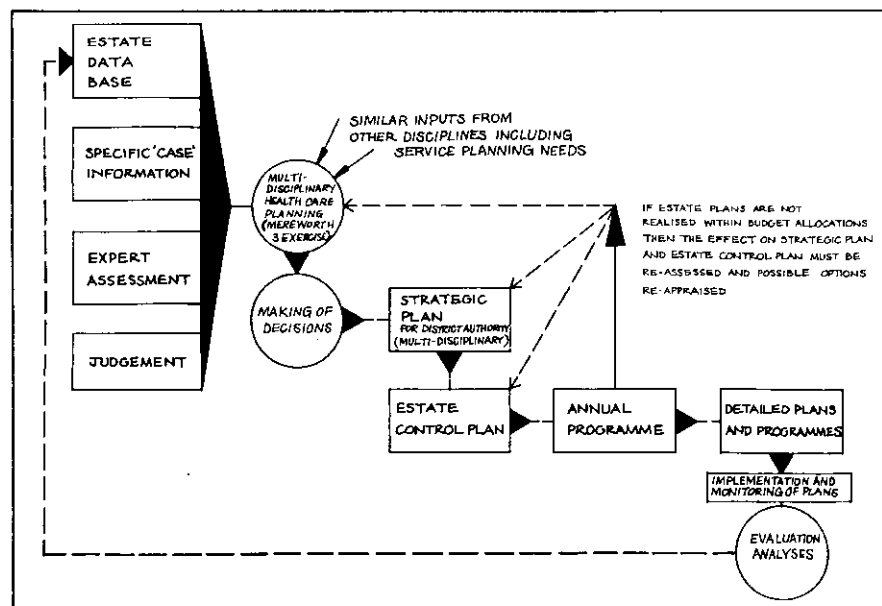 ESTATE
DATA
BASE
SPECIFIC 'CASE'
INFORMATION
EXPERT
ASSESSMENT
JUDGEMENT
SIMILAR INPUTS FROM
OTHER DISCIPLINES INCLUDING
SERVICE PLANNING NEEDS
MULTI-
DISCIPLINARY
HEALTH CARE
PLANNING
(MEREWORTH
3 EXERCISE)
MAKING OF
DECISIONS
STRATEGIC
PLAN
FOR DISTRICT AUTHORITY
(MULTI-DISCIPLINARY)
IF ESTATE PLANS ARE NOT
REALISED WITHIN BUDGET ALLOCATIONS
THEN THE EFFECT ON STRATEGIC PLAN
AND ESTATE CONTROL PLAN MUST BE
RE-ASSESSED AND POSSIBLE OPTIONS
RE-APPRAISED
ESTATE
CONTROL PLAN
ANNUAL
PROGRAMME
DETAILED PLANS
AND PROGRAMMES
IMPLEMENTATION AND
MONITORING OF PLANS
EVALUATION
ANALYSES